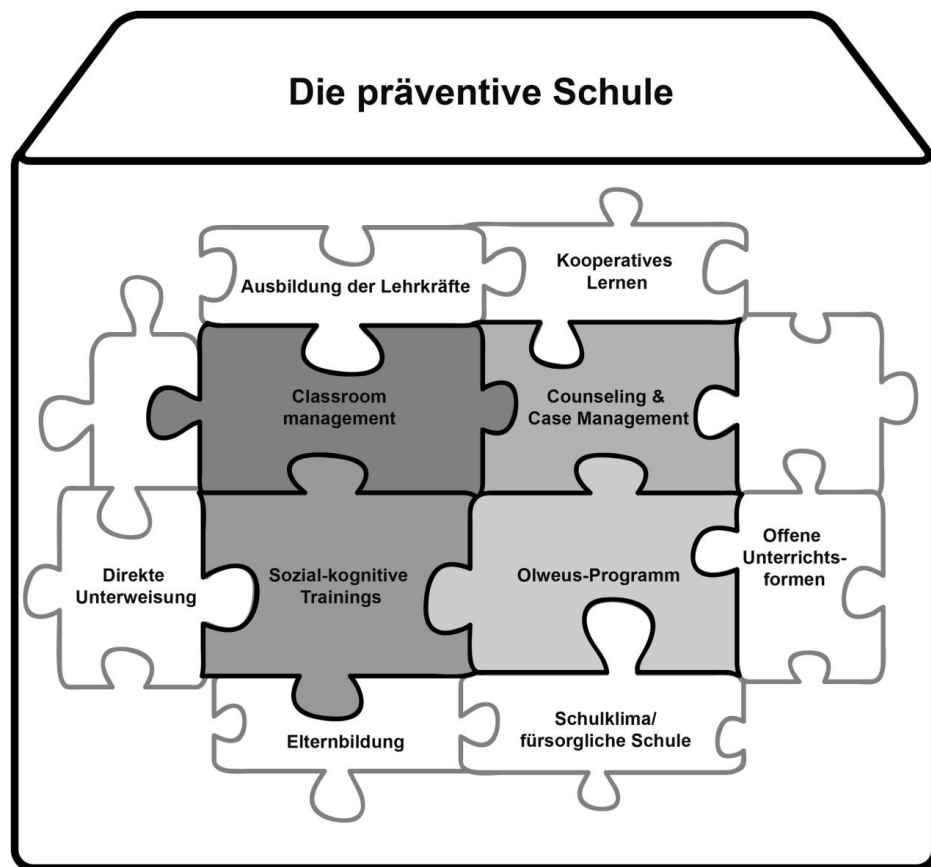 Die präventive Schule
Ausbildung der Lehrkräfte
Kooperatives
Lernen
Classroom
management
Counseling &
Case Management
Direkte
Unterweisung
Sozial-kognitive
Trainings
Olweus-Programm
Offene
Unterrichts-
formen
Elternbildung
Schulklima/
fürsorgliche Schule